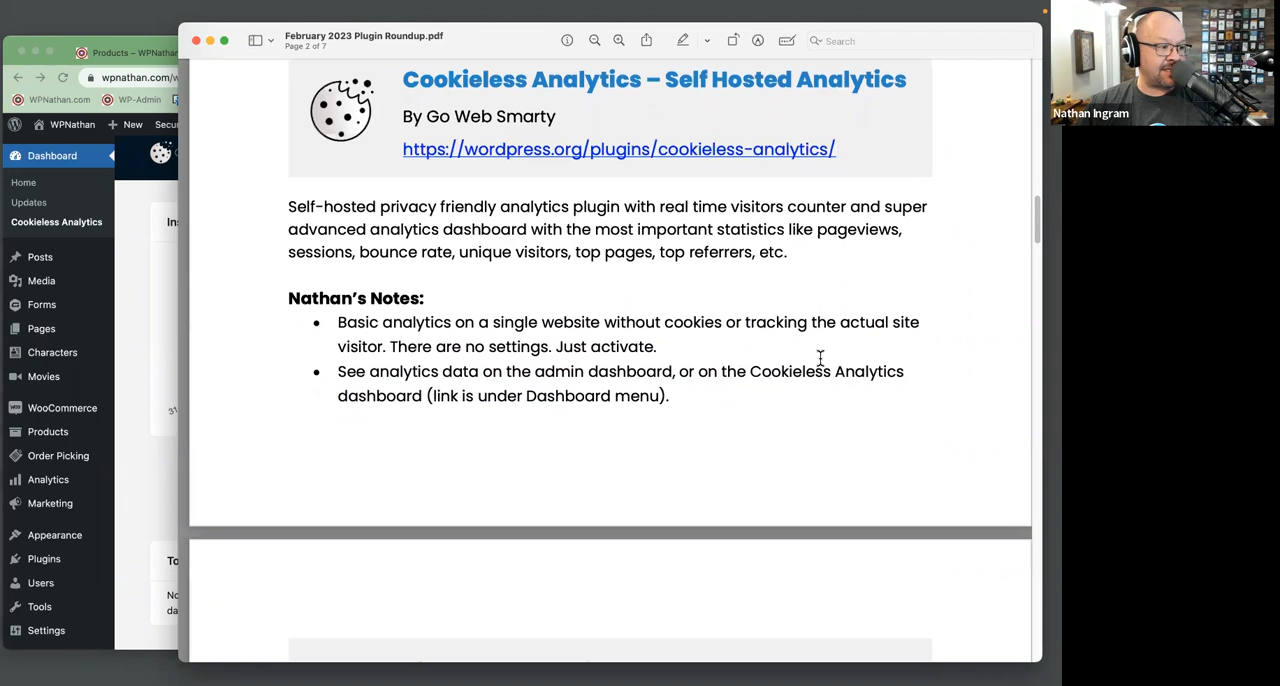 February 2023 Plugin Roundup.pdf
Page 2 of 7
Search
Products – WPNathan
wpnathan.com/w
WPNathan.com
WP-Admin
WPNathan
New
Secu
Dashboard
Home
Updates
Cookieless Analytics
Posts
Media
Forms
Pages
Characters
Movies
WooCommerce
Products
Order Picking
Analytics
Marketing
Appearance
Plugins
Users
Tools
Settings
Ins
31
To
No
da
Cookieless Analytics – Self Hosted Analytics
By Go Web Smarty
https://wordpress.org/plugins/cookieless-analytics/
Self-hosted privacy friendly analytics plugin with real time visitors counter and super
advanced analytics dashboard with the most important statistics like pageviews,
sessions, bounce rate, unique visitors, top pages, top referrers, etc.
Nathan's Notes:
• Basic analytics on a single website without cookies or tracking the actual site
visitor. There are no settings. Just activate.
• See analytics data on the admin dashboard, or on the Cookieless Analytics
dashboard (link is under Dashboard menu).
Nathan Ingram